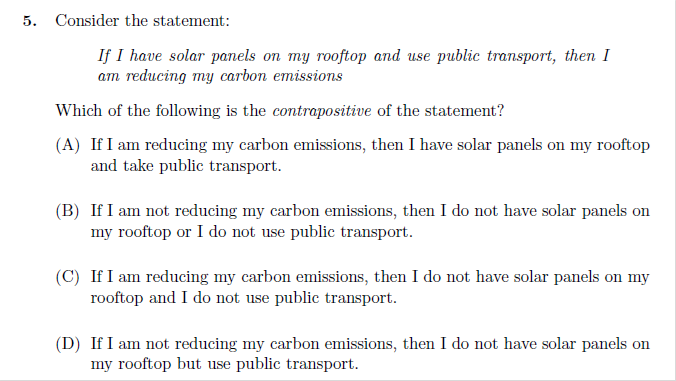 5. Consider the statement:
If I have solar panels on my rooftop and use public transport, then I
am reducing my carbon emissions
Which of the following is the contrapositive of the statement?
(A) If I am reducing my carbon emissions, then I have solar panels on my rooftop
and take public transport.
(B) If I am not reducing my carbon emissions, then I do not have solar panels on
my rooftop or I do not use public transport.
(C) If I am reducing my carbon emissions, then I do not have solar panels on my
rooftop and I do not use public transport.
(D) If I am not reducing my carbon emissions, then I do not have solar panels on
my rooftop but use public transport.